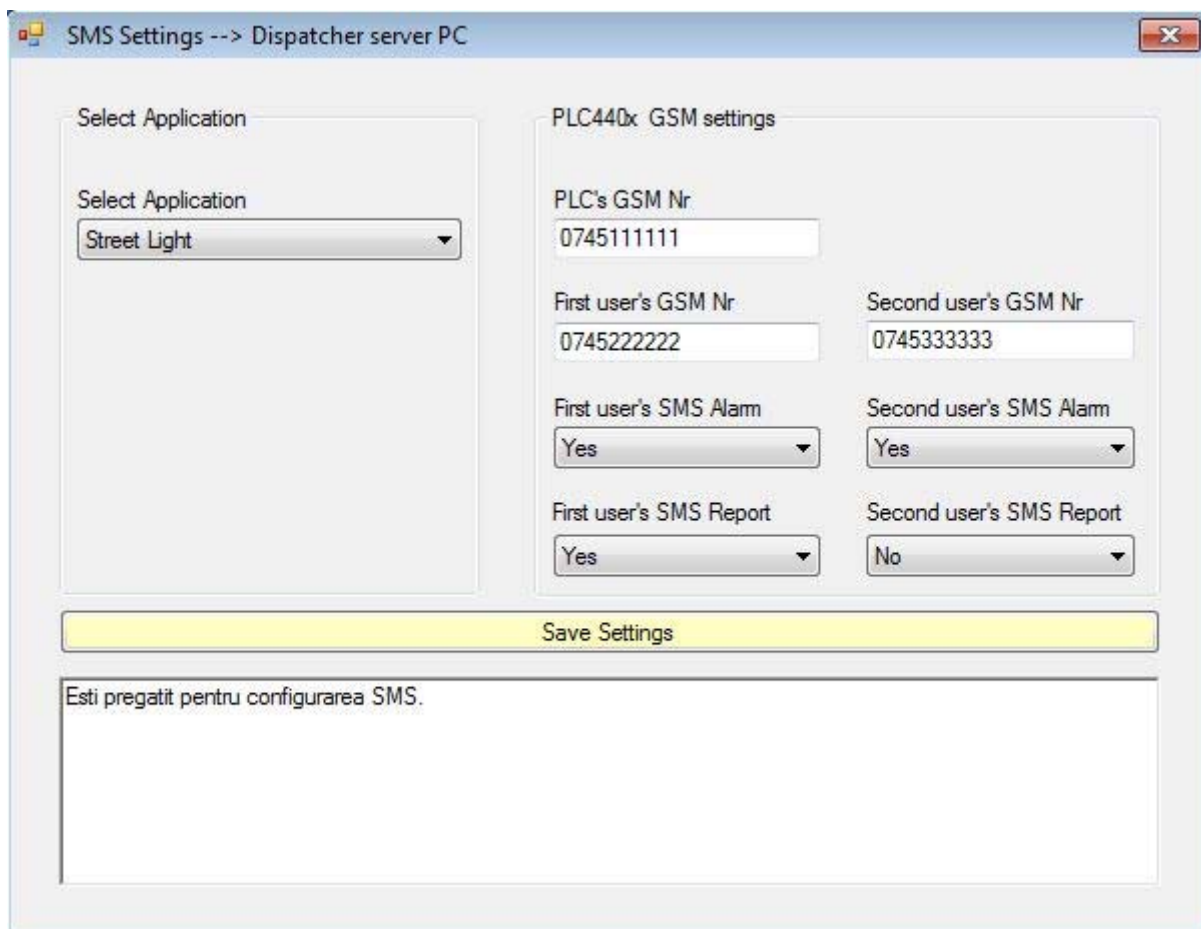 SMS Settings --> Dispatcher server PC
Select Application
Select Application
Street Light
PLC440x GSM settings
PLC's GSM Nr
0745111111
First user's GSM Nr
Second user's GSM Nr
0745222222
0745333333
First user's SMS Alarm
Second user's SMS Alarm
Yes
Yes
First user's SMS Report
Second user's SMS Report
Yes
No
Save Settings
Esti pregatit pentru configurarea SMS.